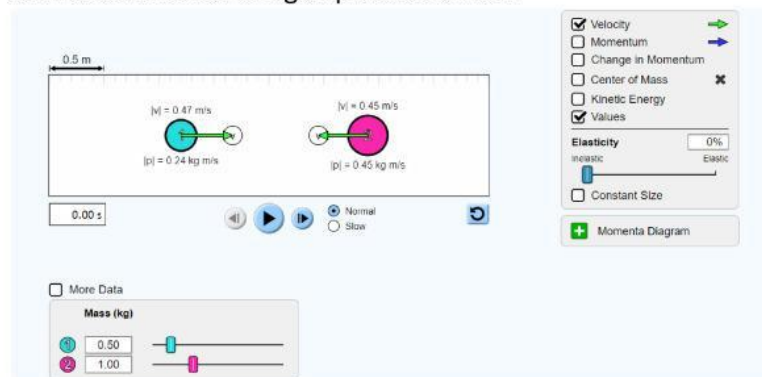 0.5 m
|v| = 0.47 m/s
|v| = 0.45 m/s
|p| = 0.24 kg m/s
|p| = 0.45 kg m/s
0.00 s
Normal
Slow
More Data
Mass (kg)
1 0.50
2 1.00
Velocity
Momentum
Change in Momentum
Center of Mass
Kinetic Energy
Values
Elasticity 0%
Inelastic Elastic
Constant Size
Momenta Diagram